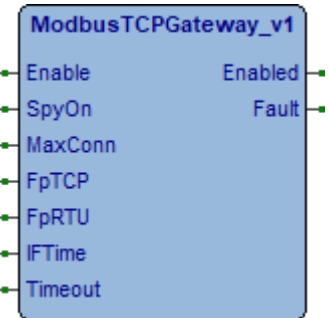 ModbusTCPGateway_v1
Enable Enabled
SpyOn Fault
MaxConn
FpTCP
FpRTU
IFTime
Timeout